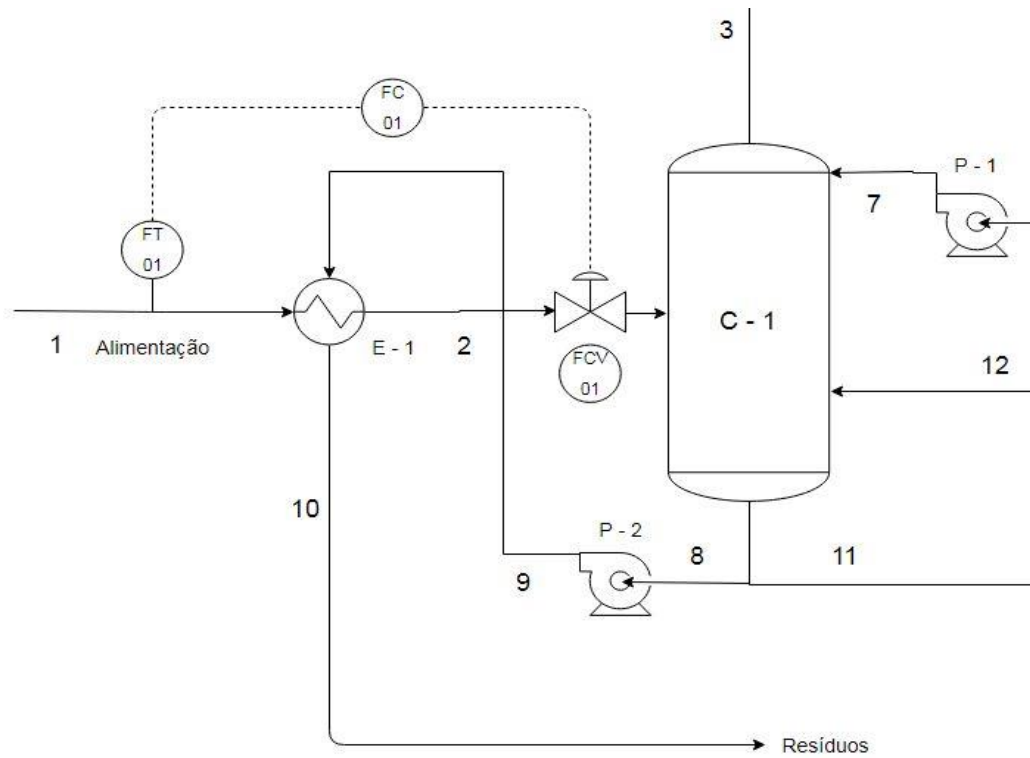 3
FC
01
P - 1
7
FT
01
C - 1
1
Alimentação
E - 1
2
FCV
01
12
10
P - 2
8
11
9
Resíduos